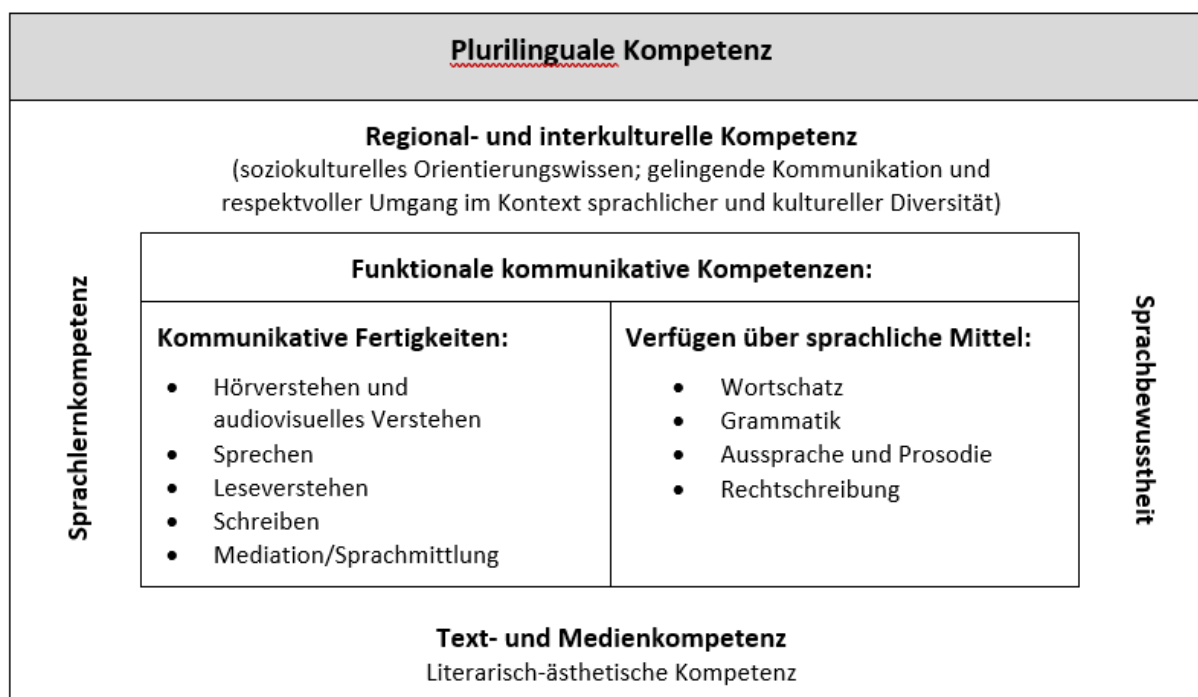 Plurilinguale Kompetenz
Regional- und interkulturelle Kompetenz
(soziokulturelles Orientierungswissen; gelingende Kommunikation und
respektvoller Umgang im Kontext sprachlicher und kultureller Diversität)
Sprachlernkompetenz
Funktionale kommunikative Kompetenzen:
Kommunikative Fertigkeiten:
• Hörverstehen und
audiovisuelles Verstehen
• Sprechen
• Leseverstehen
• Schreiben
• Mediation/Sprachmittlung
Verfügen über sprachliche Mittel:
• Wortschatz
• Grammatik
• Aussprache und Prosodie
• Rechtschreibung
Sprachbewusstheit
Text- und Medienkompetenz
Literarisch-ästhetische Kompetenz